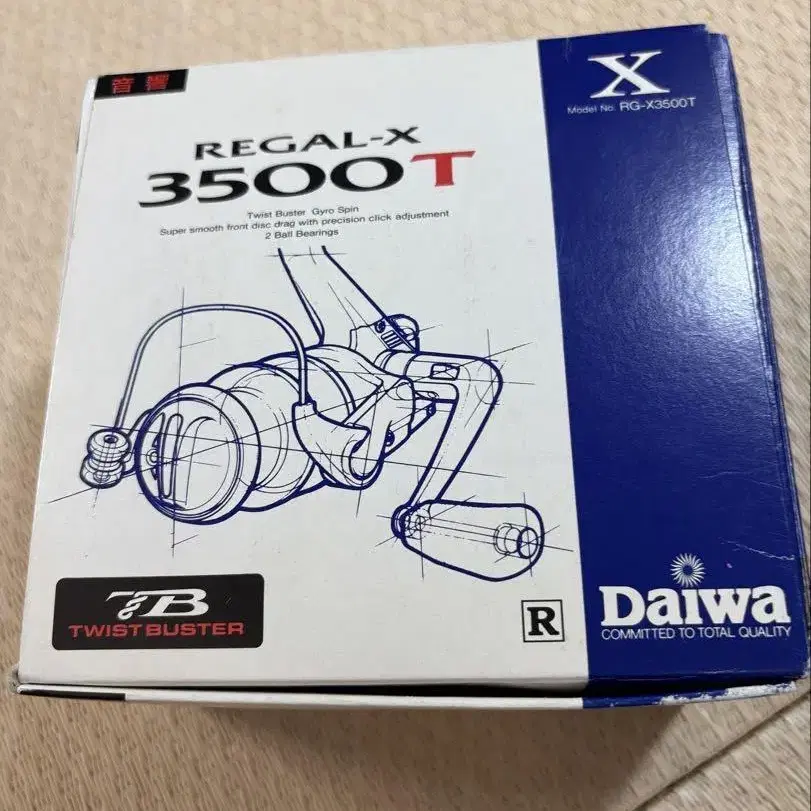 音響
REGAL-X
3500T
Twist Buster Gyro Spin
Super smooth front disc drag with precision click adjustment
2 Ball Bearings
TB
TWIST BUSTER
R
X
Model No. RG-X3500T
Daiwa
COMMITTED TO TOTAL QUALITY